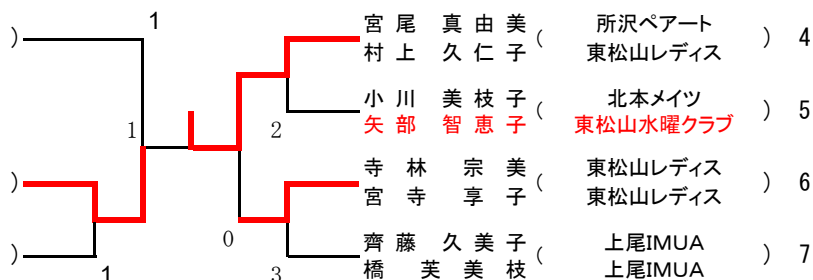 1
) 宮尾 真由美 ( 所沢ペアート ) 4
村上 久仁子 東松山レディス
小川 美枝子 ( 北本メイツ ) 5
矢部 智恵子 東松山水曜クラブ
1
2
) 寺林 宗美 ( 東松山レディス ) 6
宮寺 享子 東松山レディス
0
) 齊藤 久美子 ( 上尾IMUA ) 7
橋 芙美枝 上尾IMUA
1 3